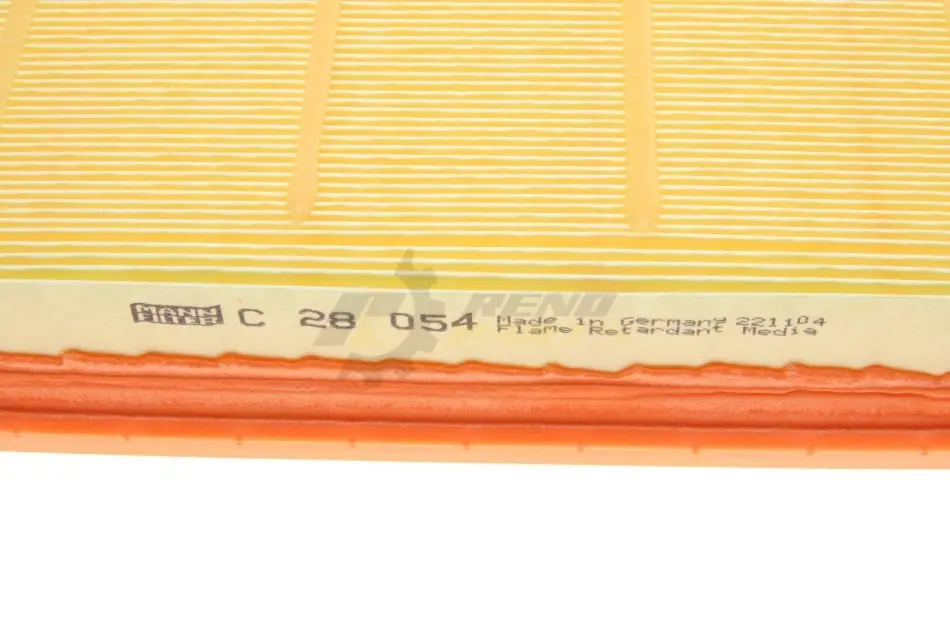 MANN
FILTER
C 28 054
Made in Germany 221104
Flame Retardant Media
RENO